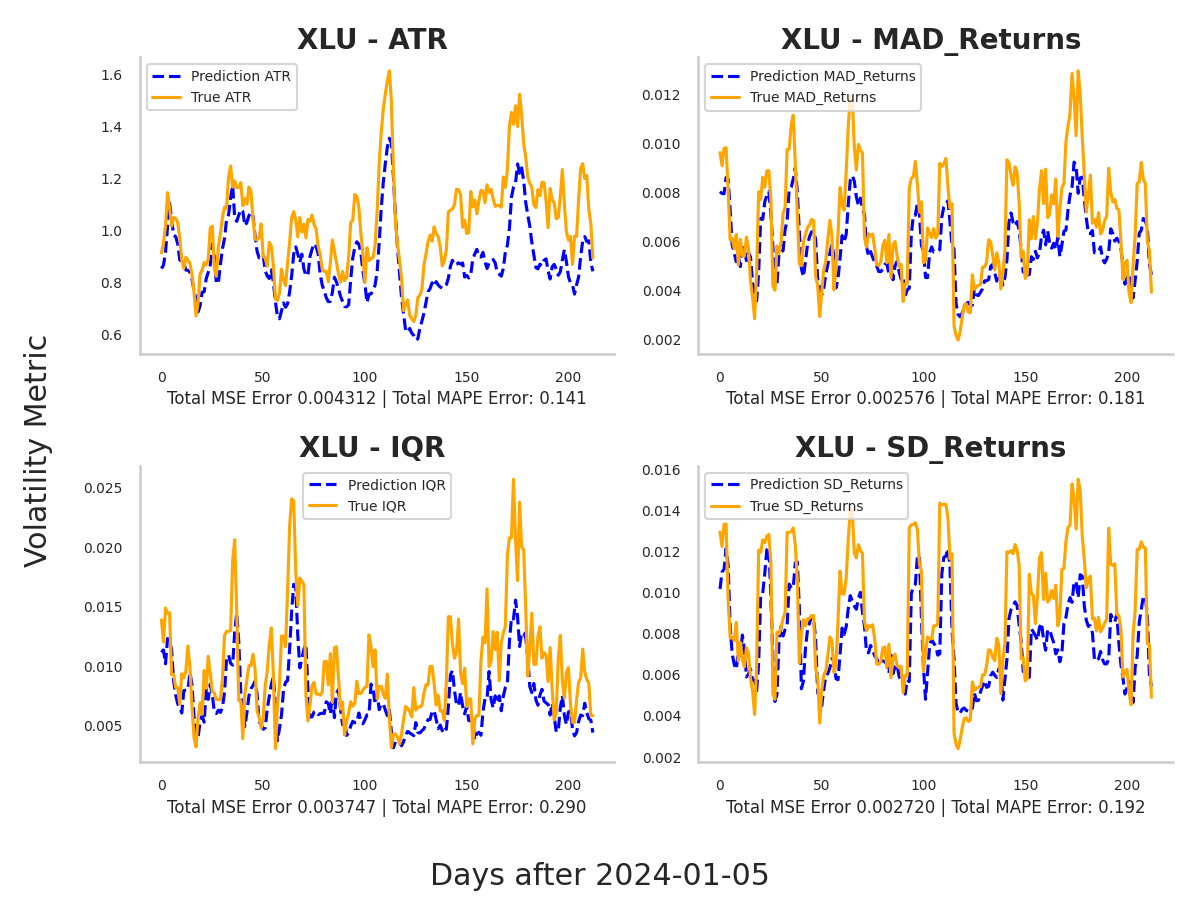 XLU - ATR
Prediction ATR
True ATR
1.6
1.4
1.2
1.0
0.8
0.6
0
50
100
150
200
Total MSE Error 0.004312 | Total MAPE Error: 0.141
XLU - MAD_Returns
Prediction MAD_Returns
True MAD_Returns
0.012
0.010
0.008
0.006
0.004
0.002
0
50
100
150
200
Total MSE Error 0.002576 | Total MAPE Error: 0.181
Volatility Metric
XLU - IQR
Prediction IQR
True IQR
0.025
0.020
0.015
0.010
0.005
0
50
100
150
200
Total MSE Error 0.003747 | Total MAPE Error: 0.290
XLU - SD_Returns
Prediction SD_Returns
True SD_Returns
0.016
0.014
0.012
0.010
0.008
0.006
0.004
0.002
0
50
100
150
200
Total MSE Error 0.002720 | Total MAPE Error: 0.192
Days after 2024-01-05